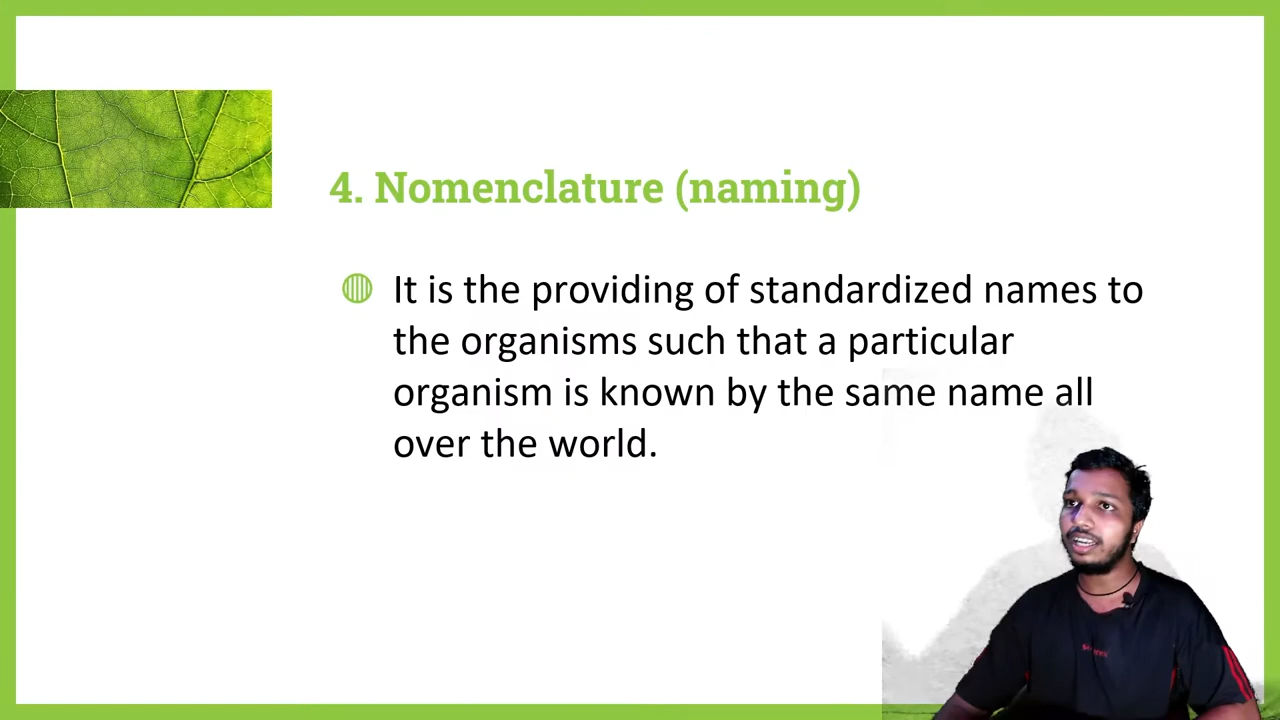 4. Nomenclature (naming)
It is the providing of standardized names to
the organisms such that a particular
organism is known by the same name all
over the world.